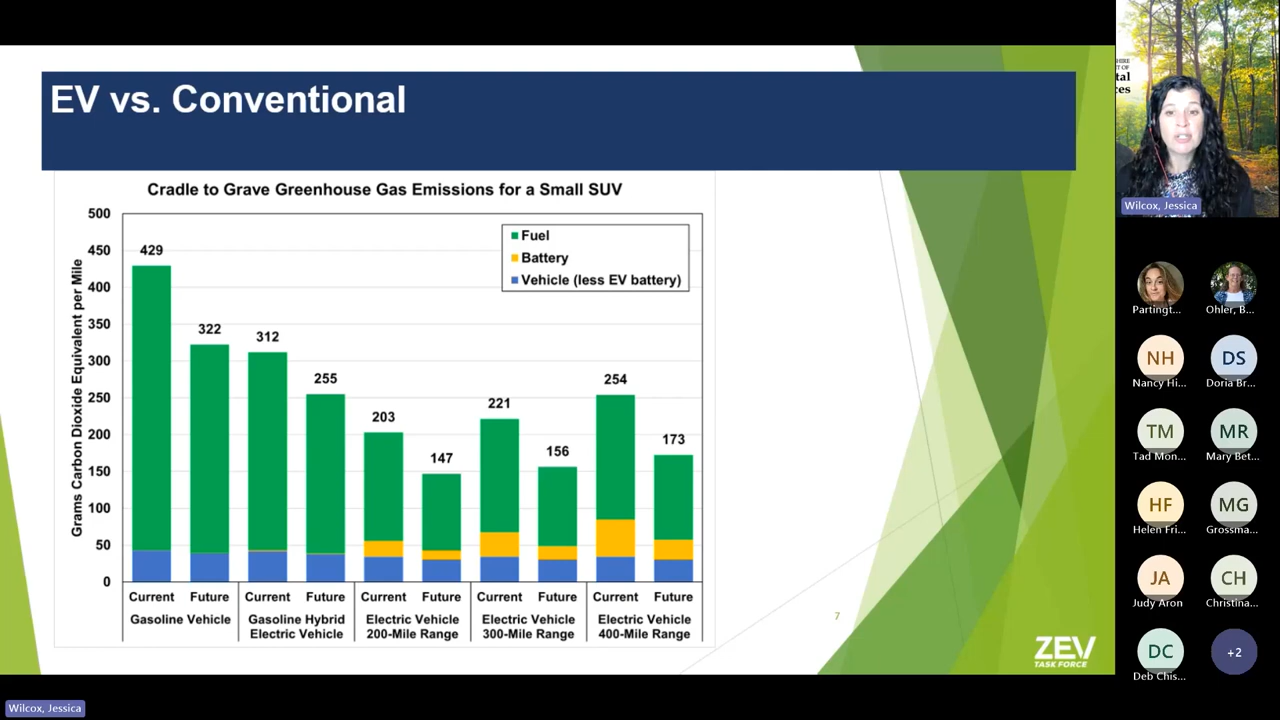 EV vs. Conventional
Cradle to Grave Greenhouse Gas Emissions for a Small SUV
Grams Carbon Dioxide Equivalent per Mile
500
450
400
350
300
250
200
150
100
50
0
Fuel
Battery
Vehicle (less EV battery)
429
322
312
255
203
147
221
156
254
173
Current Future Current Future Current Future Current Future Current Future
Gasoline Vehicle
Gasoline Hybrid
Electric Vehicle
Electric Vehicle
200-Mile Range
Electric Vehicle
300-Mile Range
Electric Vehicle
400-Mile Range
7
ZEV
TASK FORCE
Wilcox, Jessica
HIRE
T OF
tal
ces
Wilcox, Jessica
Partingt...
Ohler, B...
NH
Nancy Hi...
DS
Doria Br...
TM
Tad Mon...
MR
Mary Bet...
HF
Helen Fri...
MG
Grossma...
JA
Judy Aron
CH
Christina...
DC
Deb Chis...
+2